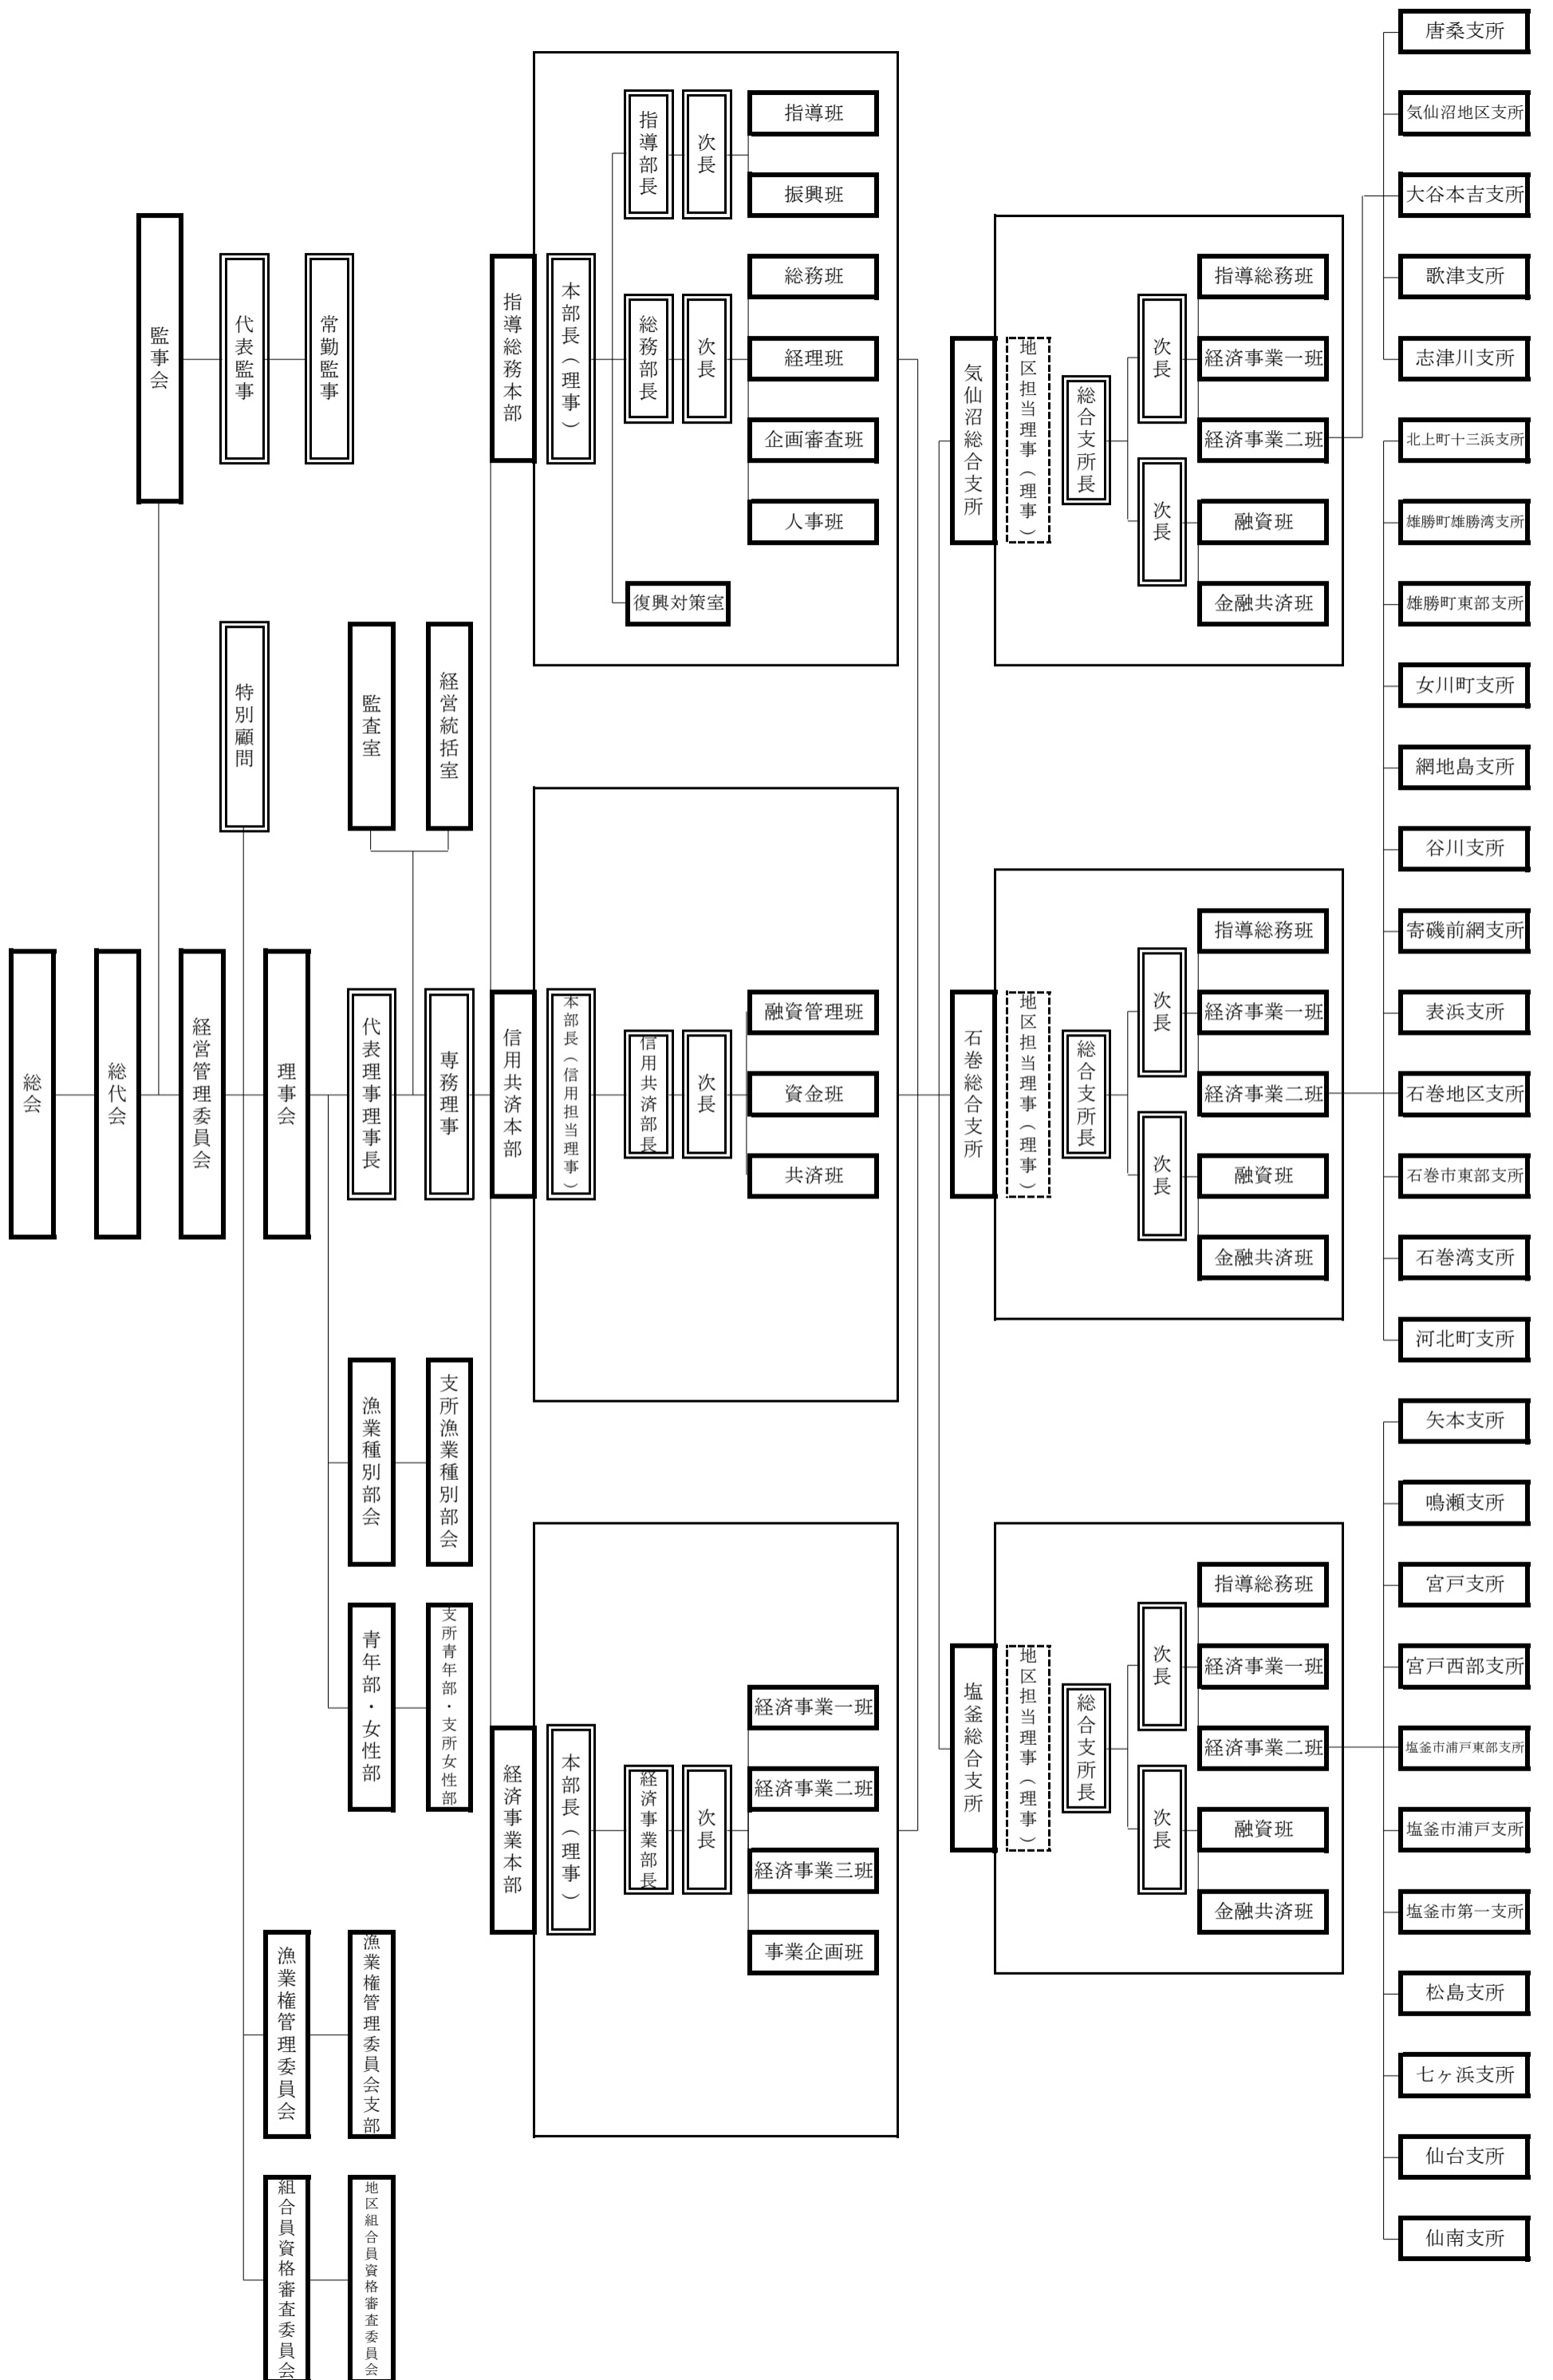 総会
総代会
監事会
代表監事
常勤監事
経営管理委員会
特別顧問
理事会
監査室
経営統括室
代表理事理事長
専務理事
漁業種別部会
支所漁業種別部会
青年部・女性部
支所青年部・支所女性部
漁業権管理委員会
漁業権管理委員会支部
組合員資格審査委員会
地区組合員資格審査委員会
指導総務本部
本部長（理事）
指導部長
次長
指導班
振興班
総務部長
次長
総務班
経理班
企画審査班
人事班
復興対策室
信用共済本部
本部長（信用担当理事）
信用共済部長
次長
融資管理班
資金班
共済班
経済事業本部
本部長（理事）
経済事業部長
次長
経済事業一班
経済事業二班
経済事業三班
事業企画班
気仙沼総合支所
地区担当理事（理事）
総合支所長
次長
指導総務班
経済事業一班
経済事業二班
次長
融資班
金融共済班
石巻総合支所
地区担当理事（理事）
総合支所長
次長
指導総務班
経済事業一班
経済事業二班
次長
融資班
金融共済班
塩釜総合支所
地区担当理事（理事）
総合支所長
次長
指導総務班
経済事業一班
経済事業二班
次長
融資班
金融共済班
唐桑支所
気仙沼地区支所
大谷本吉支所
歌津支所
志津川支所
北上町十三浜支所
雄勝町雄勝湾支所
雄勝町東部支所
女川町支所
網地島支所
谷川支所
寄磯前網支所
表浜支所
石巻地区支所
石巻市東部支所
石巻湾支所
河北町支所
矢本支所
鳴瀬支所
宮戸支所
宮戸西部支所
塩釜市浦戸東部支所
塩釜市浦戸支所
塩釜市第一支所
松島支所
七ヶ浜支所
仙台支所
仙南支所